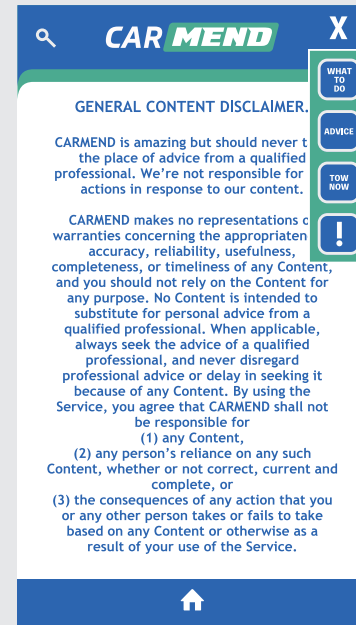 CARMEND
X
WHAT
TO
DO
ADVICE
TOW
NOW
!
GENERAL CONTENT DISCLAIMER.
CARMEND is amazing but should never t
the place of advice from a qualified
professional. We're not responsible for
actions in response to our content.
CARMEND makes no representations o
warranties concerning the appropriaten
accuracy, reliability, usefulness,
completeness, or timeliness of any Content,
and you should not rely on the Content for
any purpose. No Content is intended to
substitute for personal advice from a
qualified professional. When applicable,
always seek the advice of a qualified
professional, and never disregard
professional advice or delay in seeking it
because of any Content. By using the
Service, you agree that CARMEND shall not
be responsible for
(1) any Content,
(2) any person's reliance on any such
Content, whether or not correct, current and
complete, or
(3) the consequences of any action that you
or any other person takes or fails to take
based on any Content or otherwise as a
result of your use of the Service.